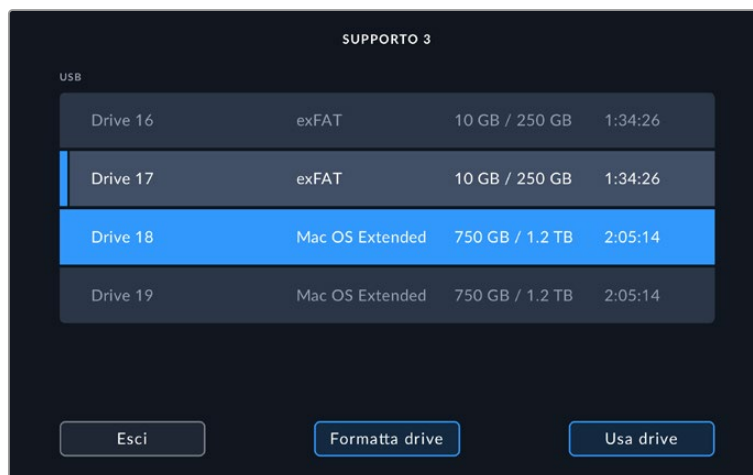 SUPPORTO 3
USB
Drive 16 exFAT 10 GB / 250 GB 1:34:26
Drive 17 exFAT 10 GB / 250 GB 1:34:26
Drive 18 Mac OS Extended 750 GB / 1.2 TB 2:05:14
Drive 19 Mac OS Extended 750 GB / 1.2 TB 2:05:14
Esci Formatta drive Usa drive